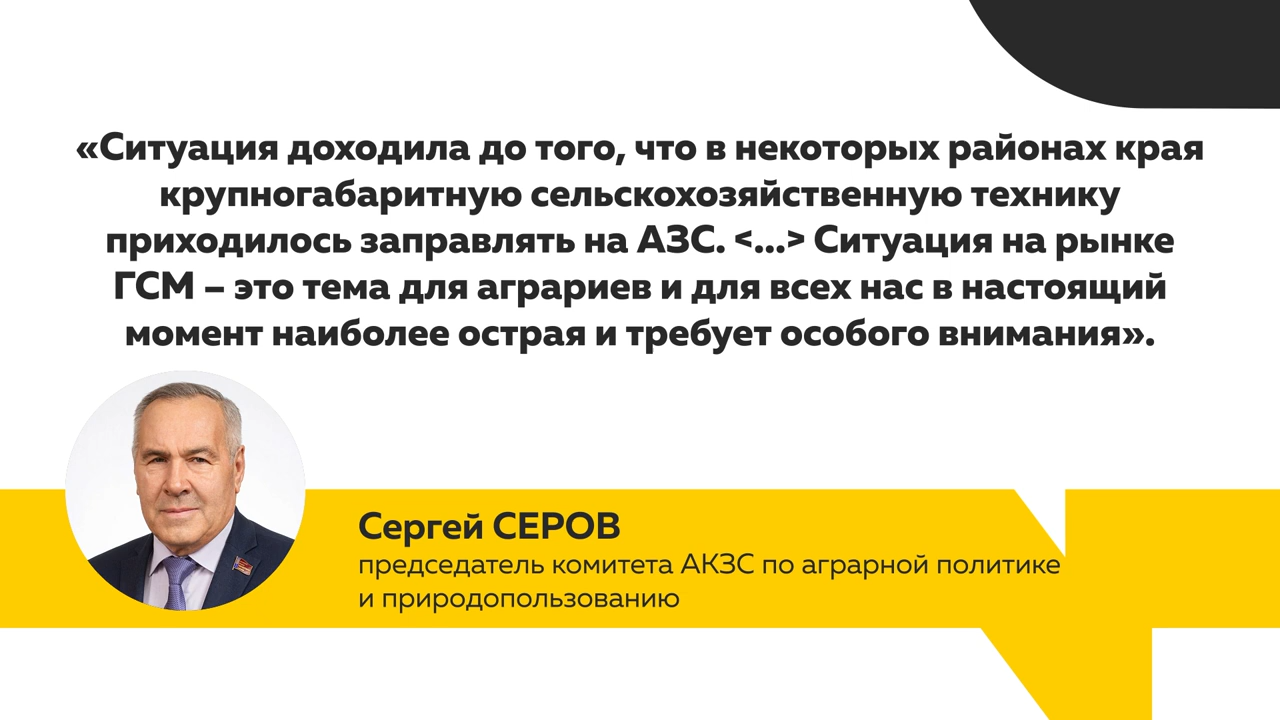 «Ситуация доходила до того, что в некоторых районах края
крупногабаритную сельскохозяйственную технику
приходилось заправлять на АЗС. <...> Ситуация на рынке
ГСМ – это тема для аграриев и для всех нас в настоящий
момент наиболее острая и требует особого внимания».
Сергей СЕРОВ
председатель комитета АКЗС по аграрной политике
и природопользованию